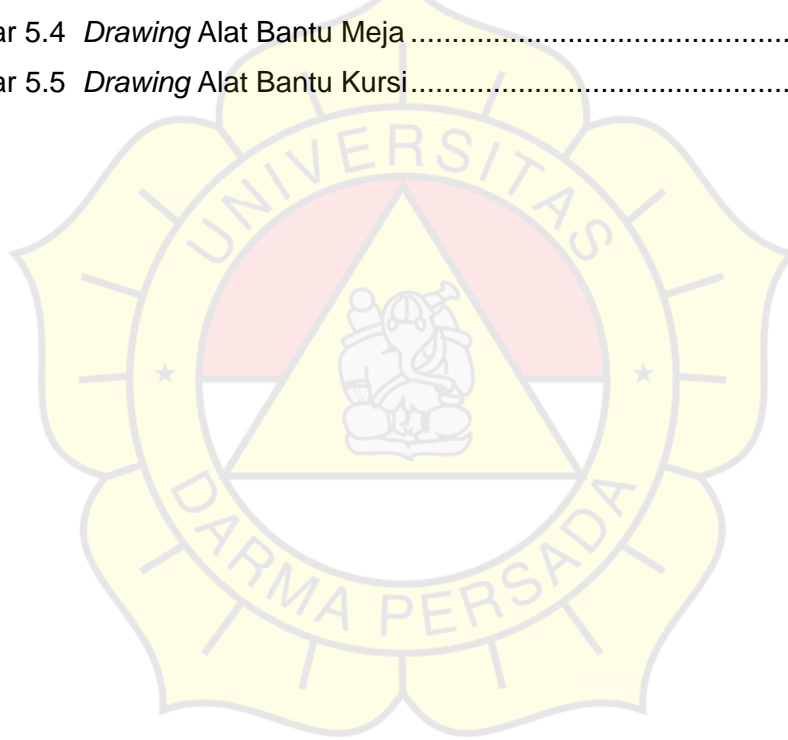 ar 5.4 Drawing Alat Bantu Meja ................................................
ar 5.5 Drawing Alat Bantu Kursi................................................
UNIVERSITAS
DARMA PERSADA